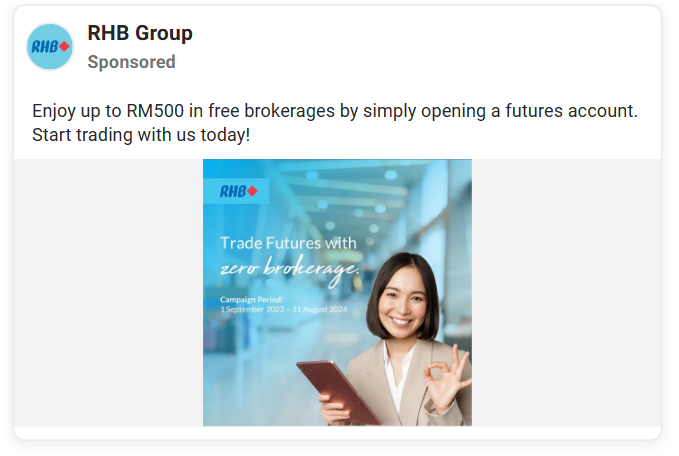 RHB
RHB Group
Sponsored
Enjoy up to RM500 in free brokerages by simply opening a futures account.
Start trading with us today!
RHB
Trade Futures with
zero brokerage.
Campaign Period:
1 September 2023 – 31 August 2024